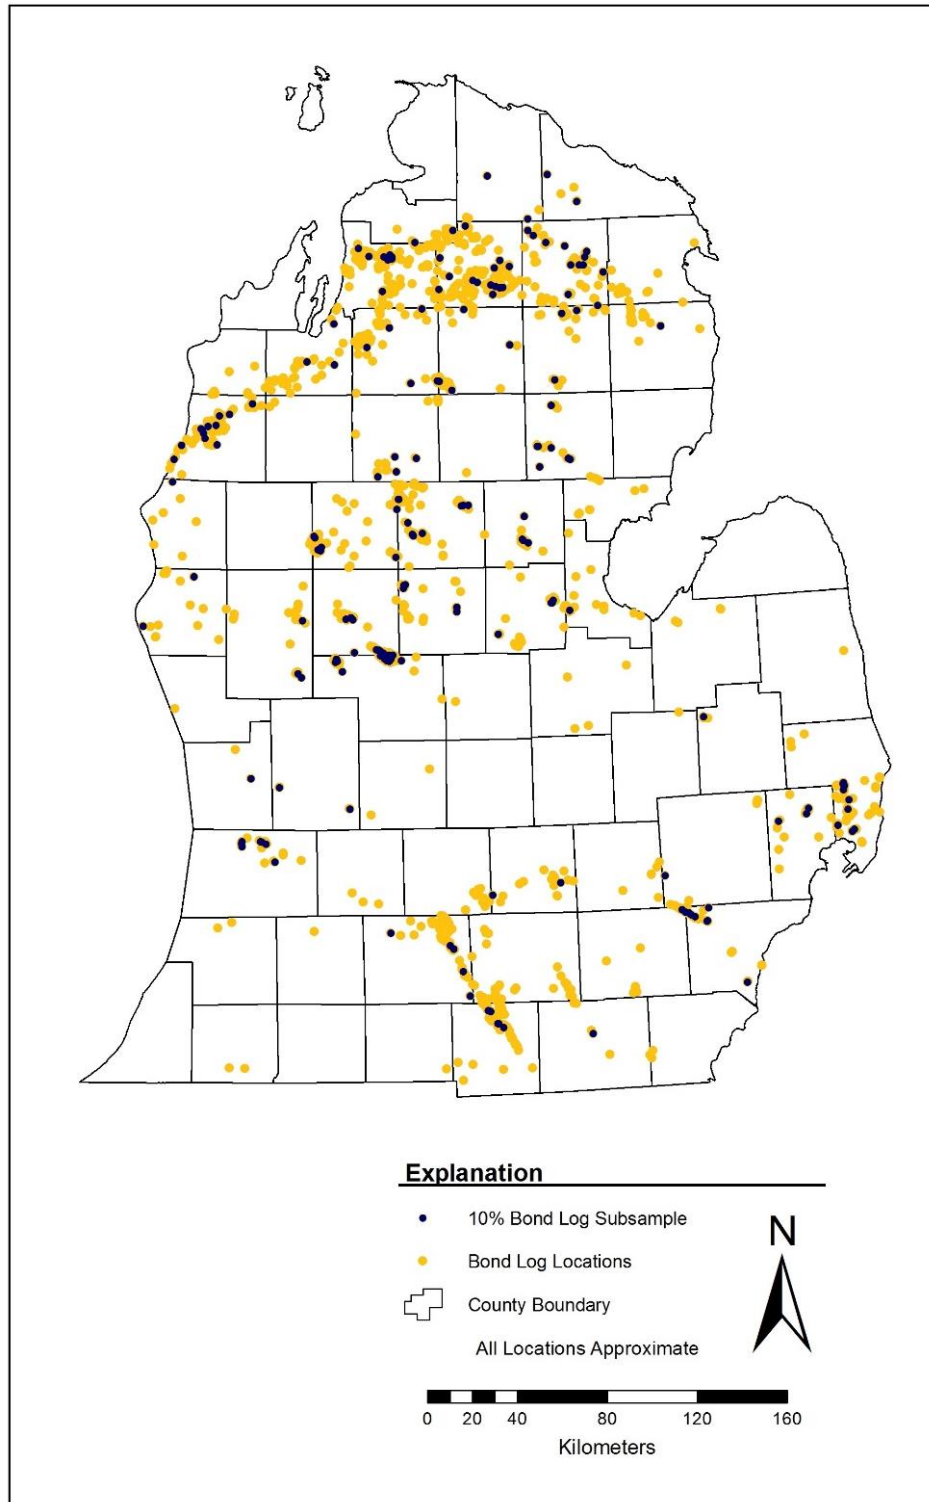 Explanation
10% Bond Log Subsample
Bond Log Locations
County Boundary
All Locations Approximate
N
0 20 40 80 120 160
Kilometers